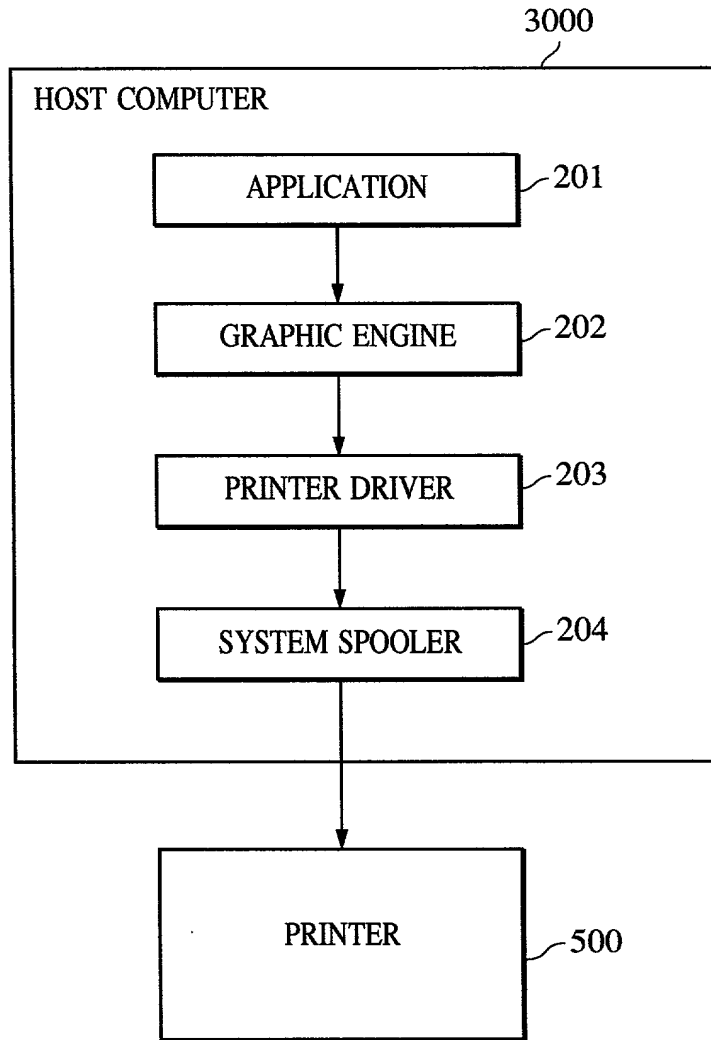 3000
HOST COMPUTER
APPLICATION
201
GRAPHIC ENGINE
202
PRINTER DRIVER
203
SYSTEM SPOOLER
204
PRINTER
500